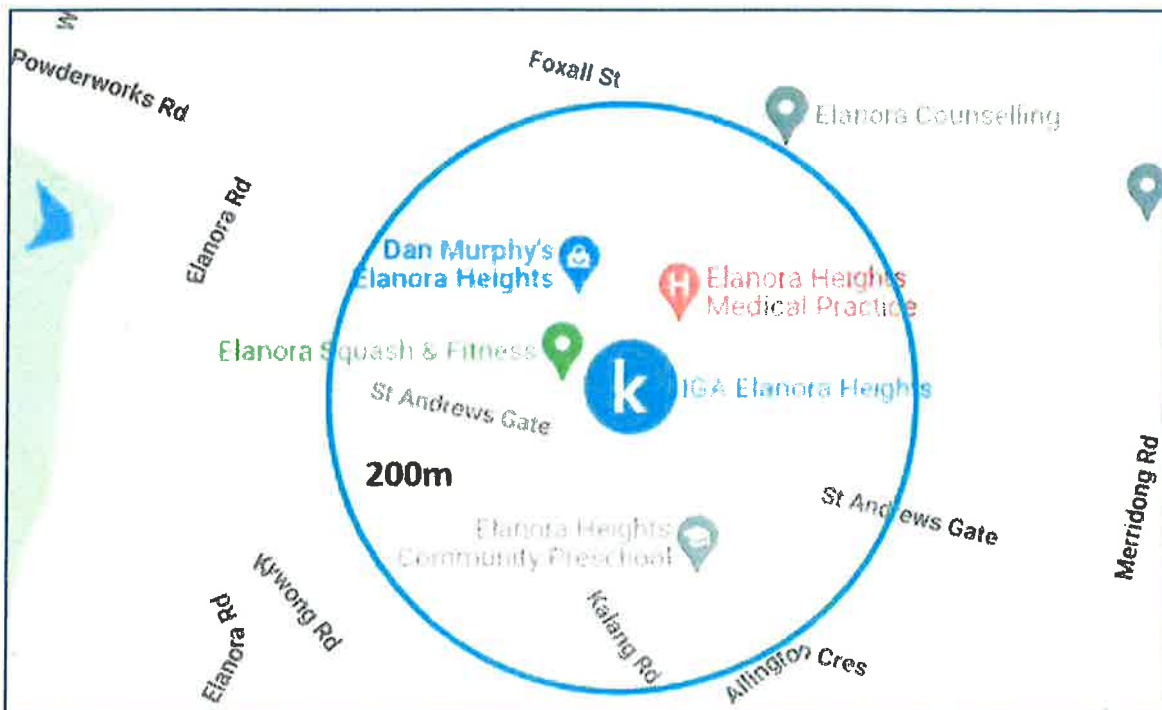 Powderworks Rd
Foxall St
Elanora Counselling
Elanora Rd
Dan Murphy's
Elanora Heights
H
Elanora Heights
Medical Practice
Elanora Squash & Fitness
k
IGA Elanora Heights
St Andrews Gate
200m
St Andrews Gate
Merridong Rd
Elanora Heights
Community Preschool
Kalang Rd
Elanora Rd
Allington Cres